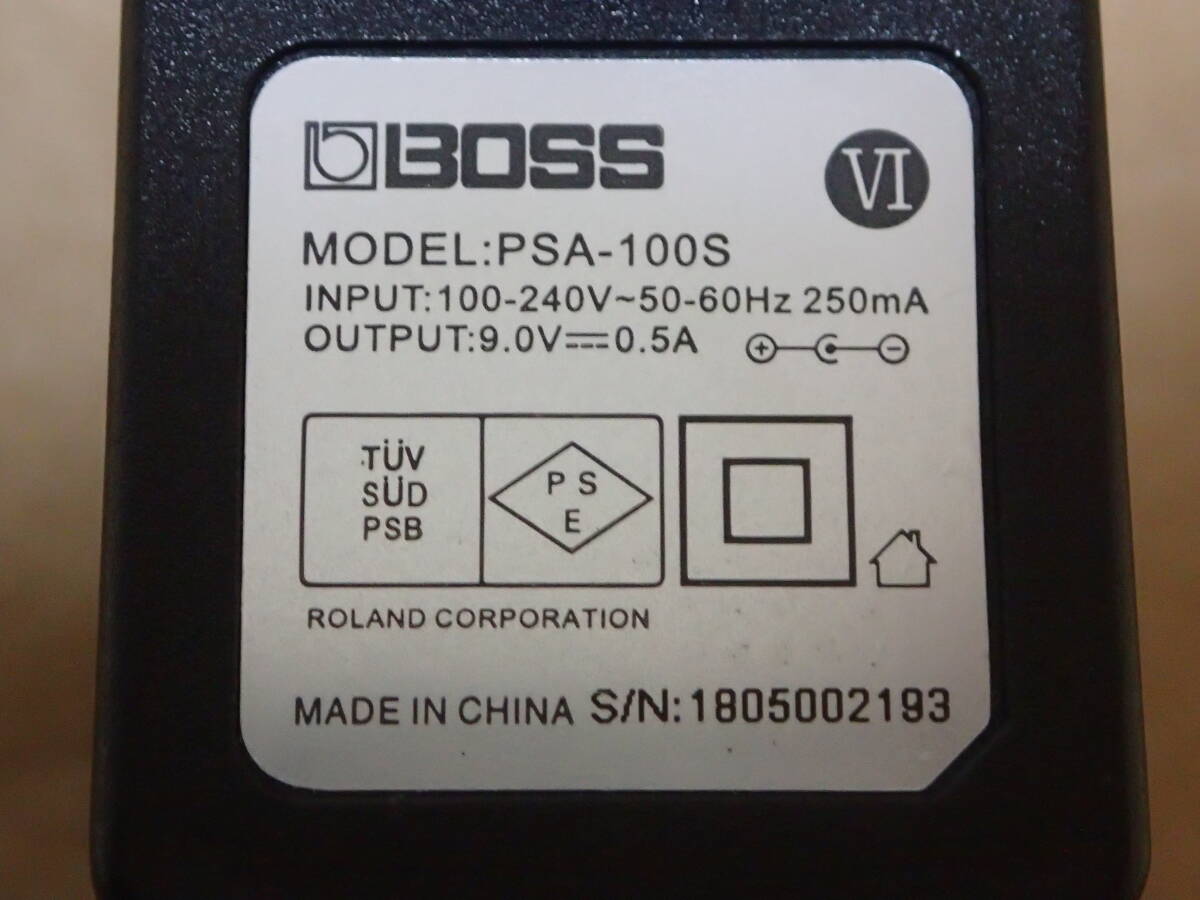 BOSS
VI
MODEL:PSA-100S
INPUT:100-240V~50-60Hz 250mA
OUTPUT:9.0V⎓0.5A
TÜV
SÜD
PSB
P S
E
ROLAND CORPORATION
MADE IN CHINA S/N:1805002193